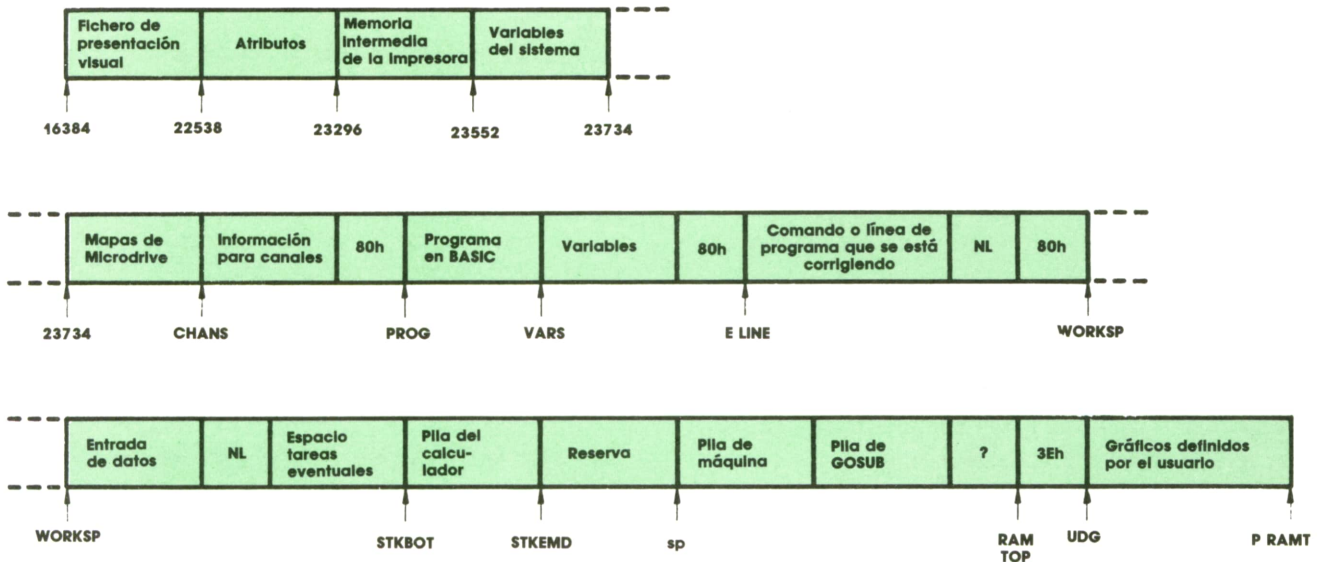 Fichero de
presentación
visual
Atributos
Memoria
intermedia
de la impresora
Variables
del sistema
16384
22538
23296
23552
23734
Mapas de
Microdrive
Información
para canales
80h
Programa
en BASIC
Variables
80h
Comando o línea de
programa que se está
corrigiendo
NL
80h
23734
CHANS
PROG
VARS
E LINE
WORKSP
Entrada
de datos
NL
Espacio
tareas
eventuales
Pila del
calcu-
lador
Reserva
Pila de
máquina
Pila de
GOSUB
?
3Eh
Gráficos definidos
por el usuario
WORKSP
STKBOT
STKEMD
sp
RAM
TOP
UDG
P RAMT